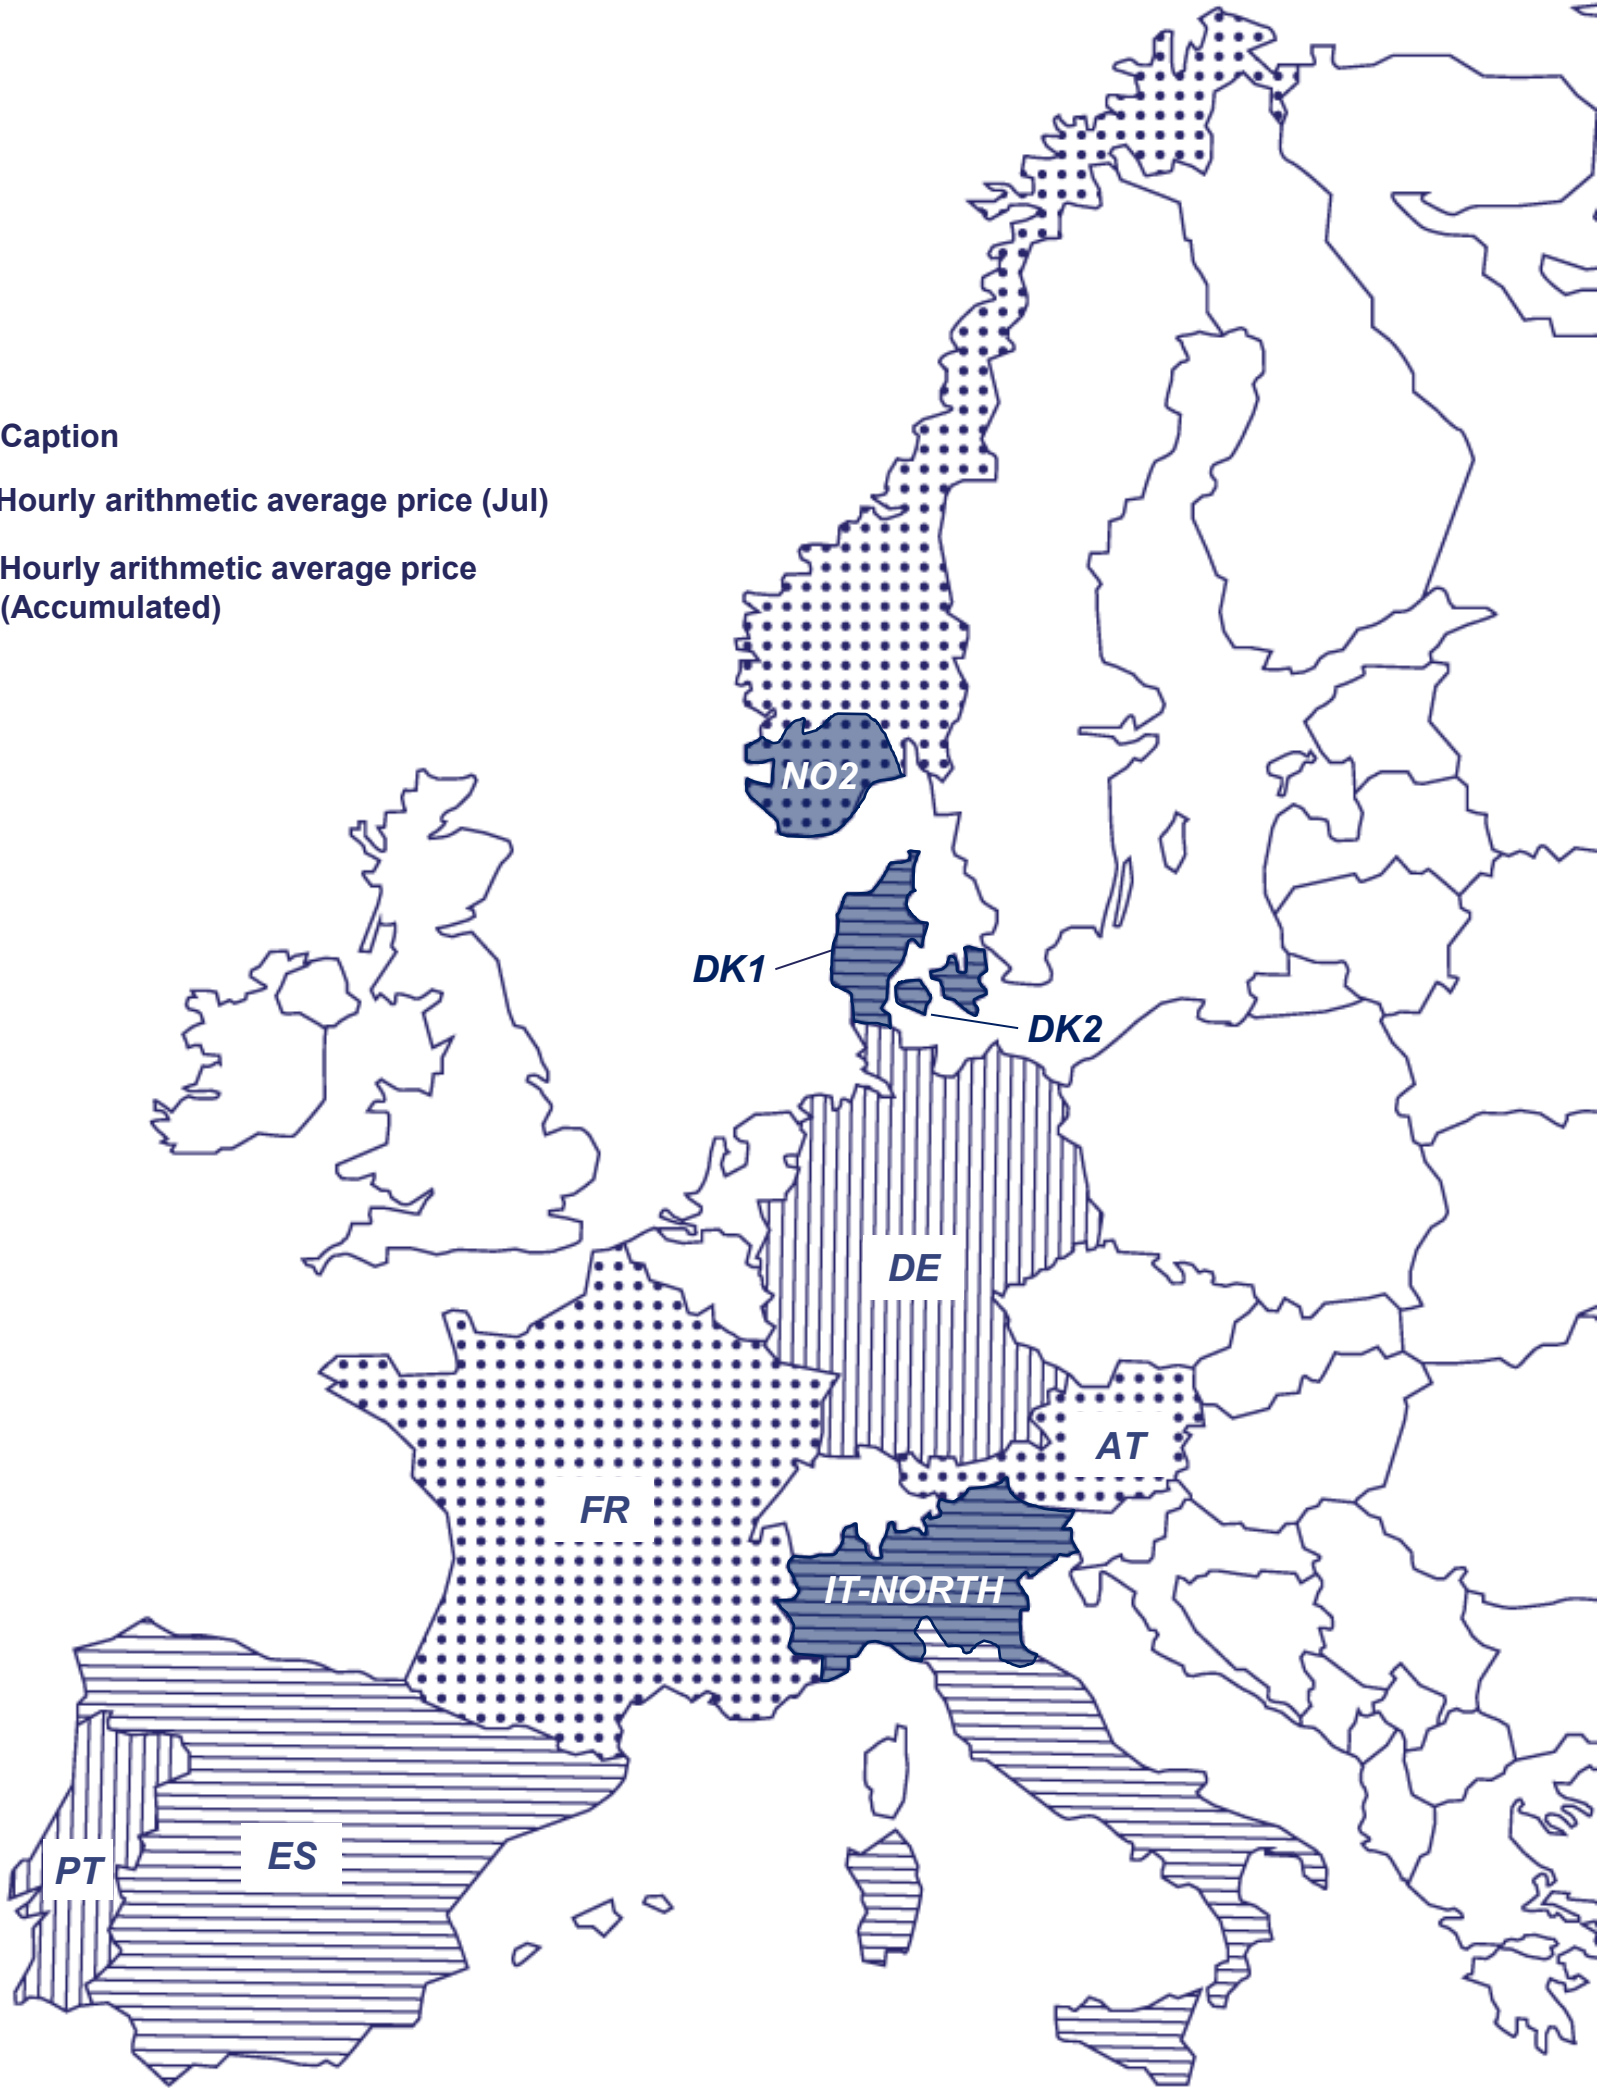 Caption
Hourly arithmetic average price (Jul)
Hourly arithmetic average price
(Accumulated)
NO2
DK1
DK2
DE
AT
FR
IT-NORTH
ES
PT